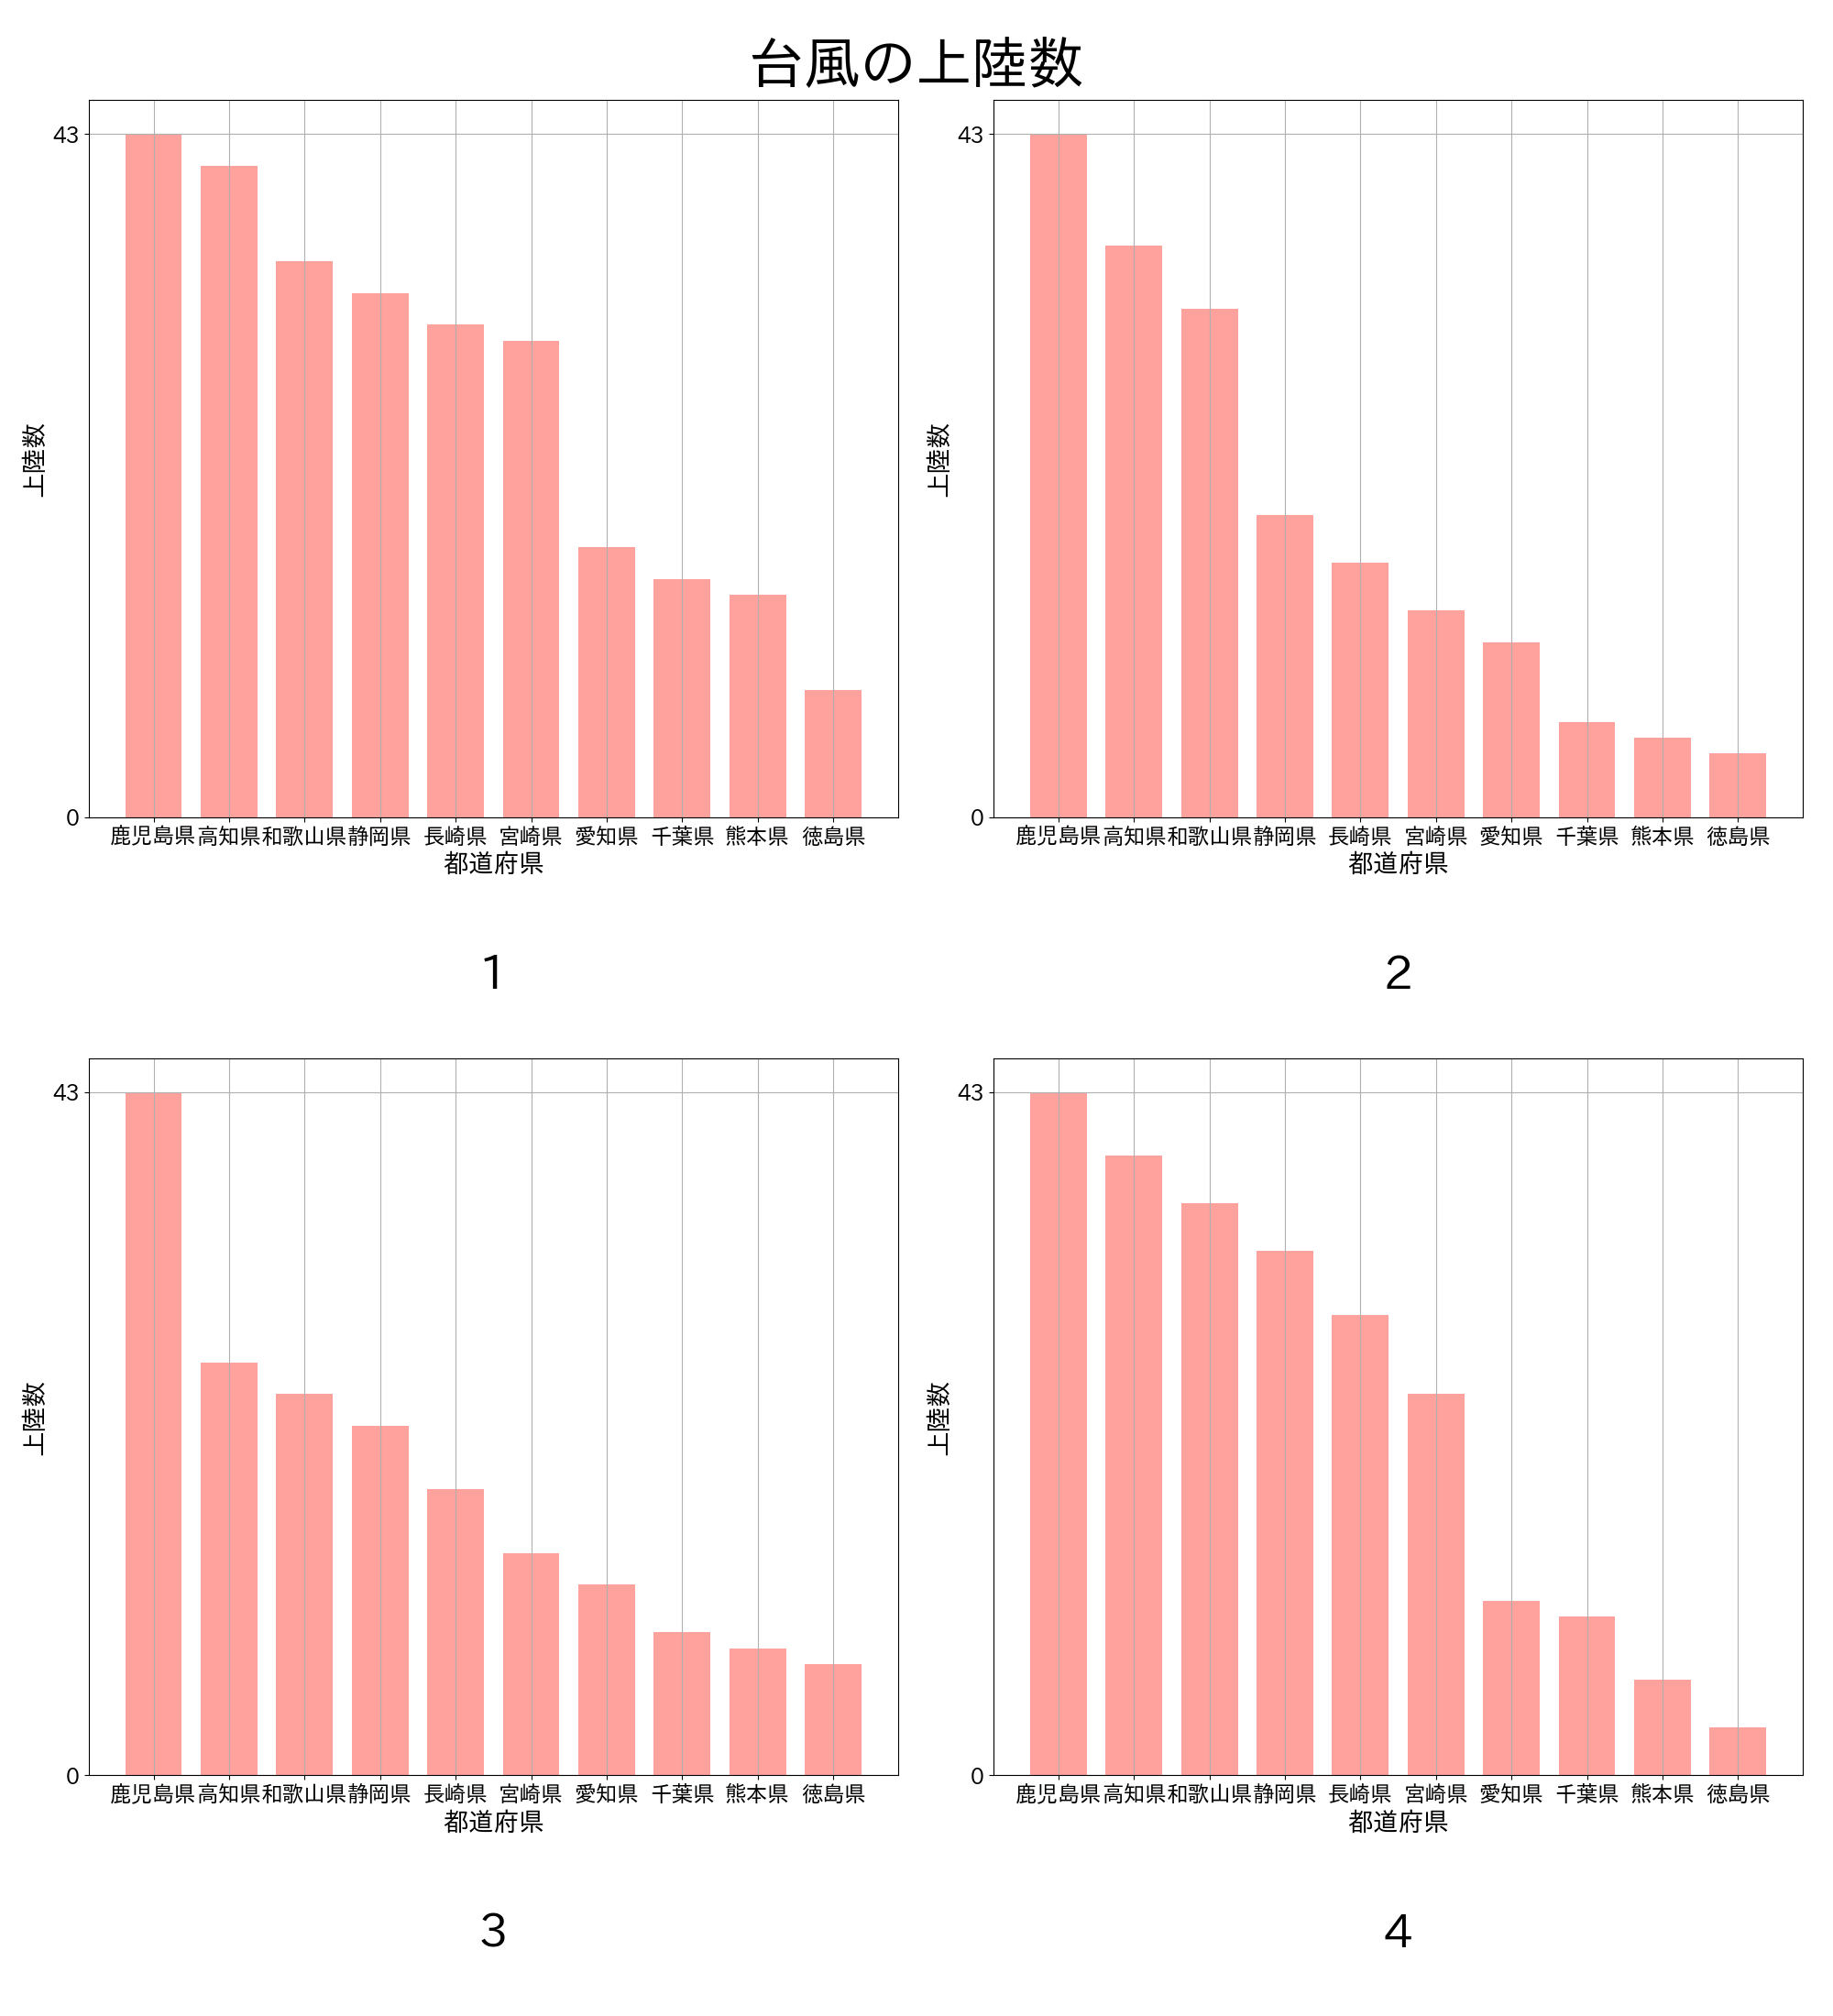 台風の上陸数
43
上陸数
0
鹿児島県 高知県 和歌山県 静岡県 長崎県 宮崎県 愛知県 千葉県 熊本県 徳島県
都道府県
1
43
上陸数
0
鹿児島県 高知県 和歌山県 静岡県 長崎県 宮崎県 愛知県 千葉県 熊本県 徳島県
都道府県
2
43
上陸数
0
鹿児島県 高知県 和歌山県 静岡県 長崎県 宮崎県 愛知県 千葉県 熊本県 徳島県
都道府県
3
43
上陸数
0
鹿児島県 高知県 和歌山県 静岡県 長崎県 宮崎県 愛知県 千葉県 熊本県 徳島県
都道府県
4